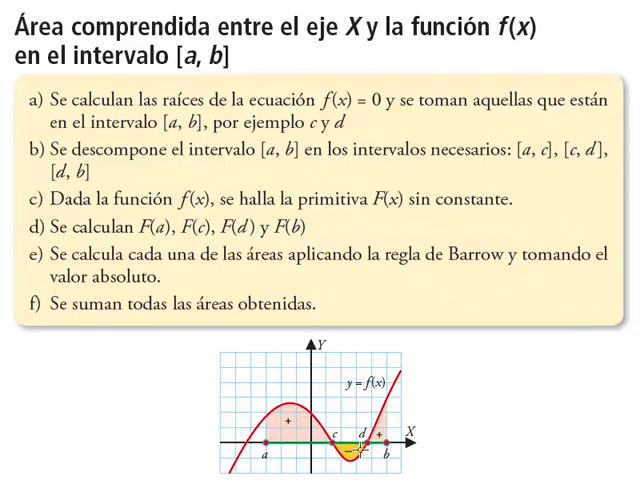 Área comprendida entre el eje X y la función f(x)
en el intervalo [a, b]
a) Se calculan las raíces de la ecuación f(x) = 0 y se toman aquellas que están
en el intervalo [a, b], por ejemplo c y d
b) Se descompone el intervalo [a, b] en los intervalos necesarios: [a, c], [c, d],
[d, b]
c) Dada la función f(x), se halla la primitiva F(x) sin constante.
d) Se calculan F(a), F(c), F(d) y F(b)
e) Se calcula cada una de las áreas aplicando la regla de Barrow y tomando el
valor absoluto.
f) Se suman todas las áreas obtenidas.
Y
y = f(x)
+
c d + X
a – b